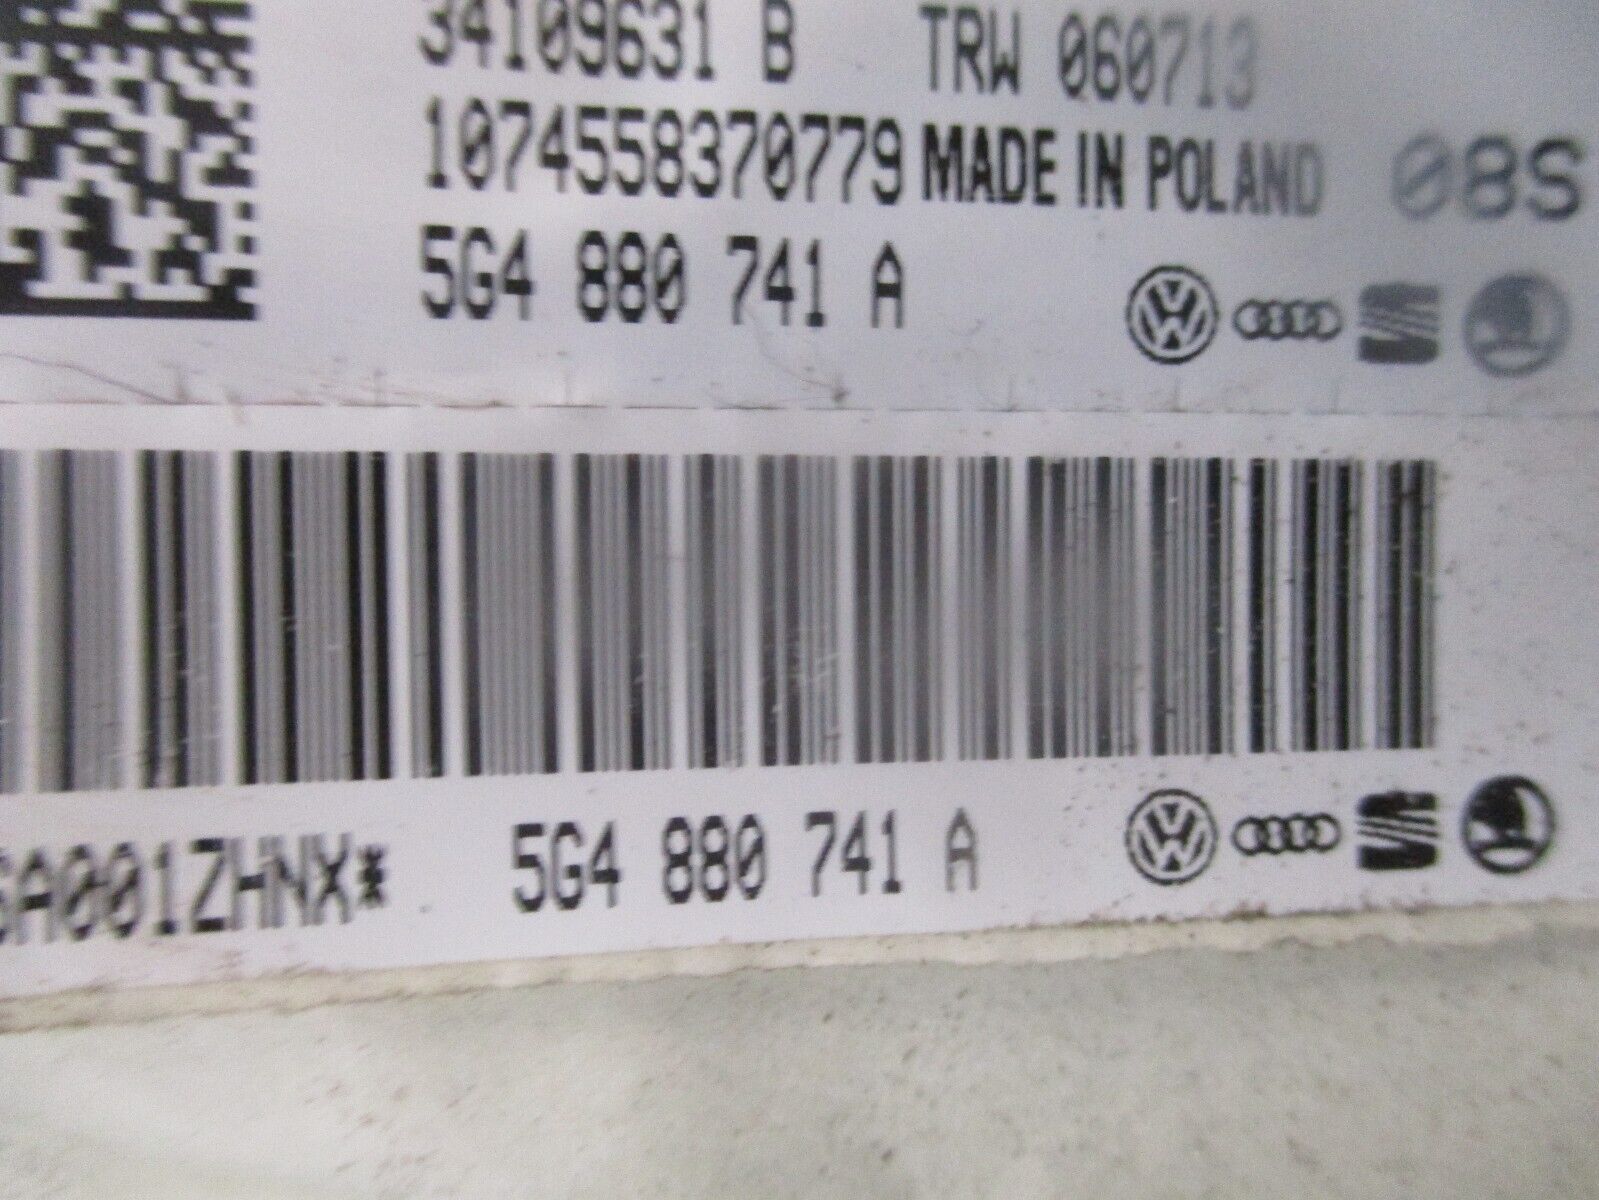 34109631 B TRW 060713
1074558370779 MADE IN POLAND 08S
5G4 880 741 A
A001ZHNX* 5G4 880 741 A